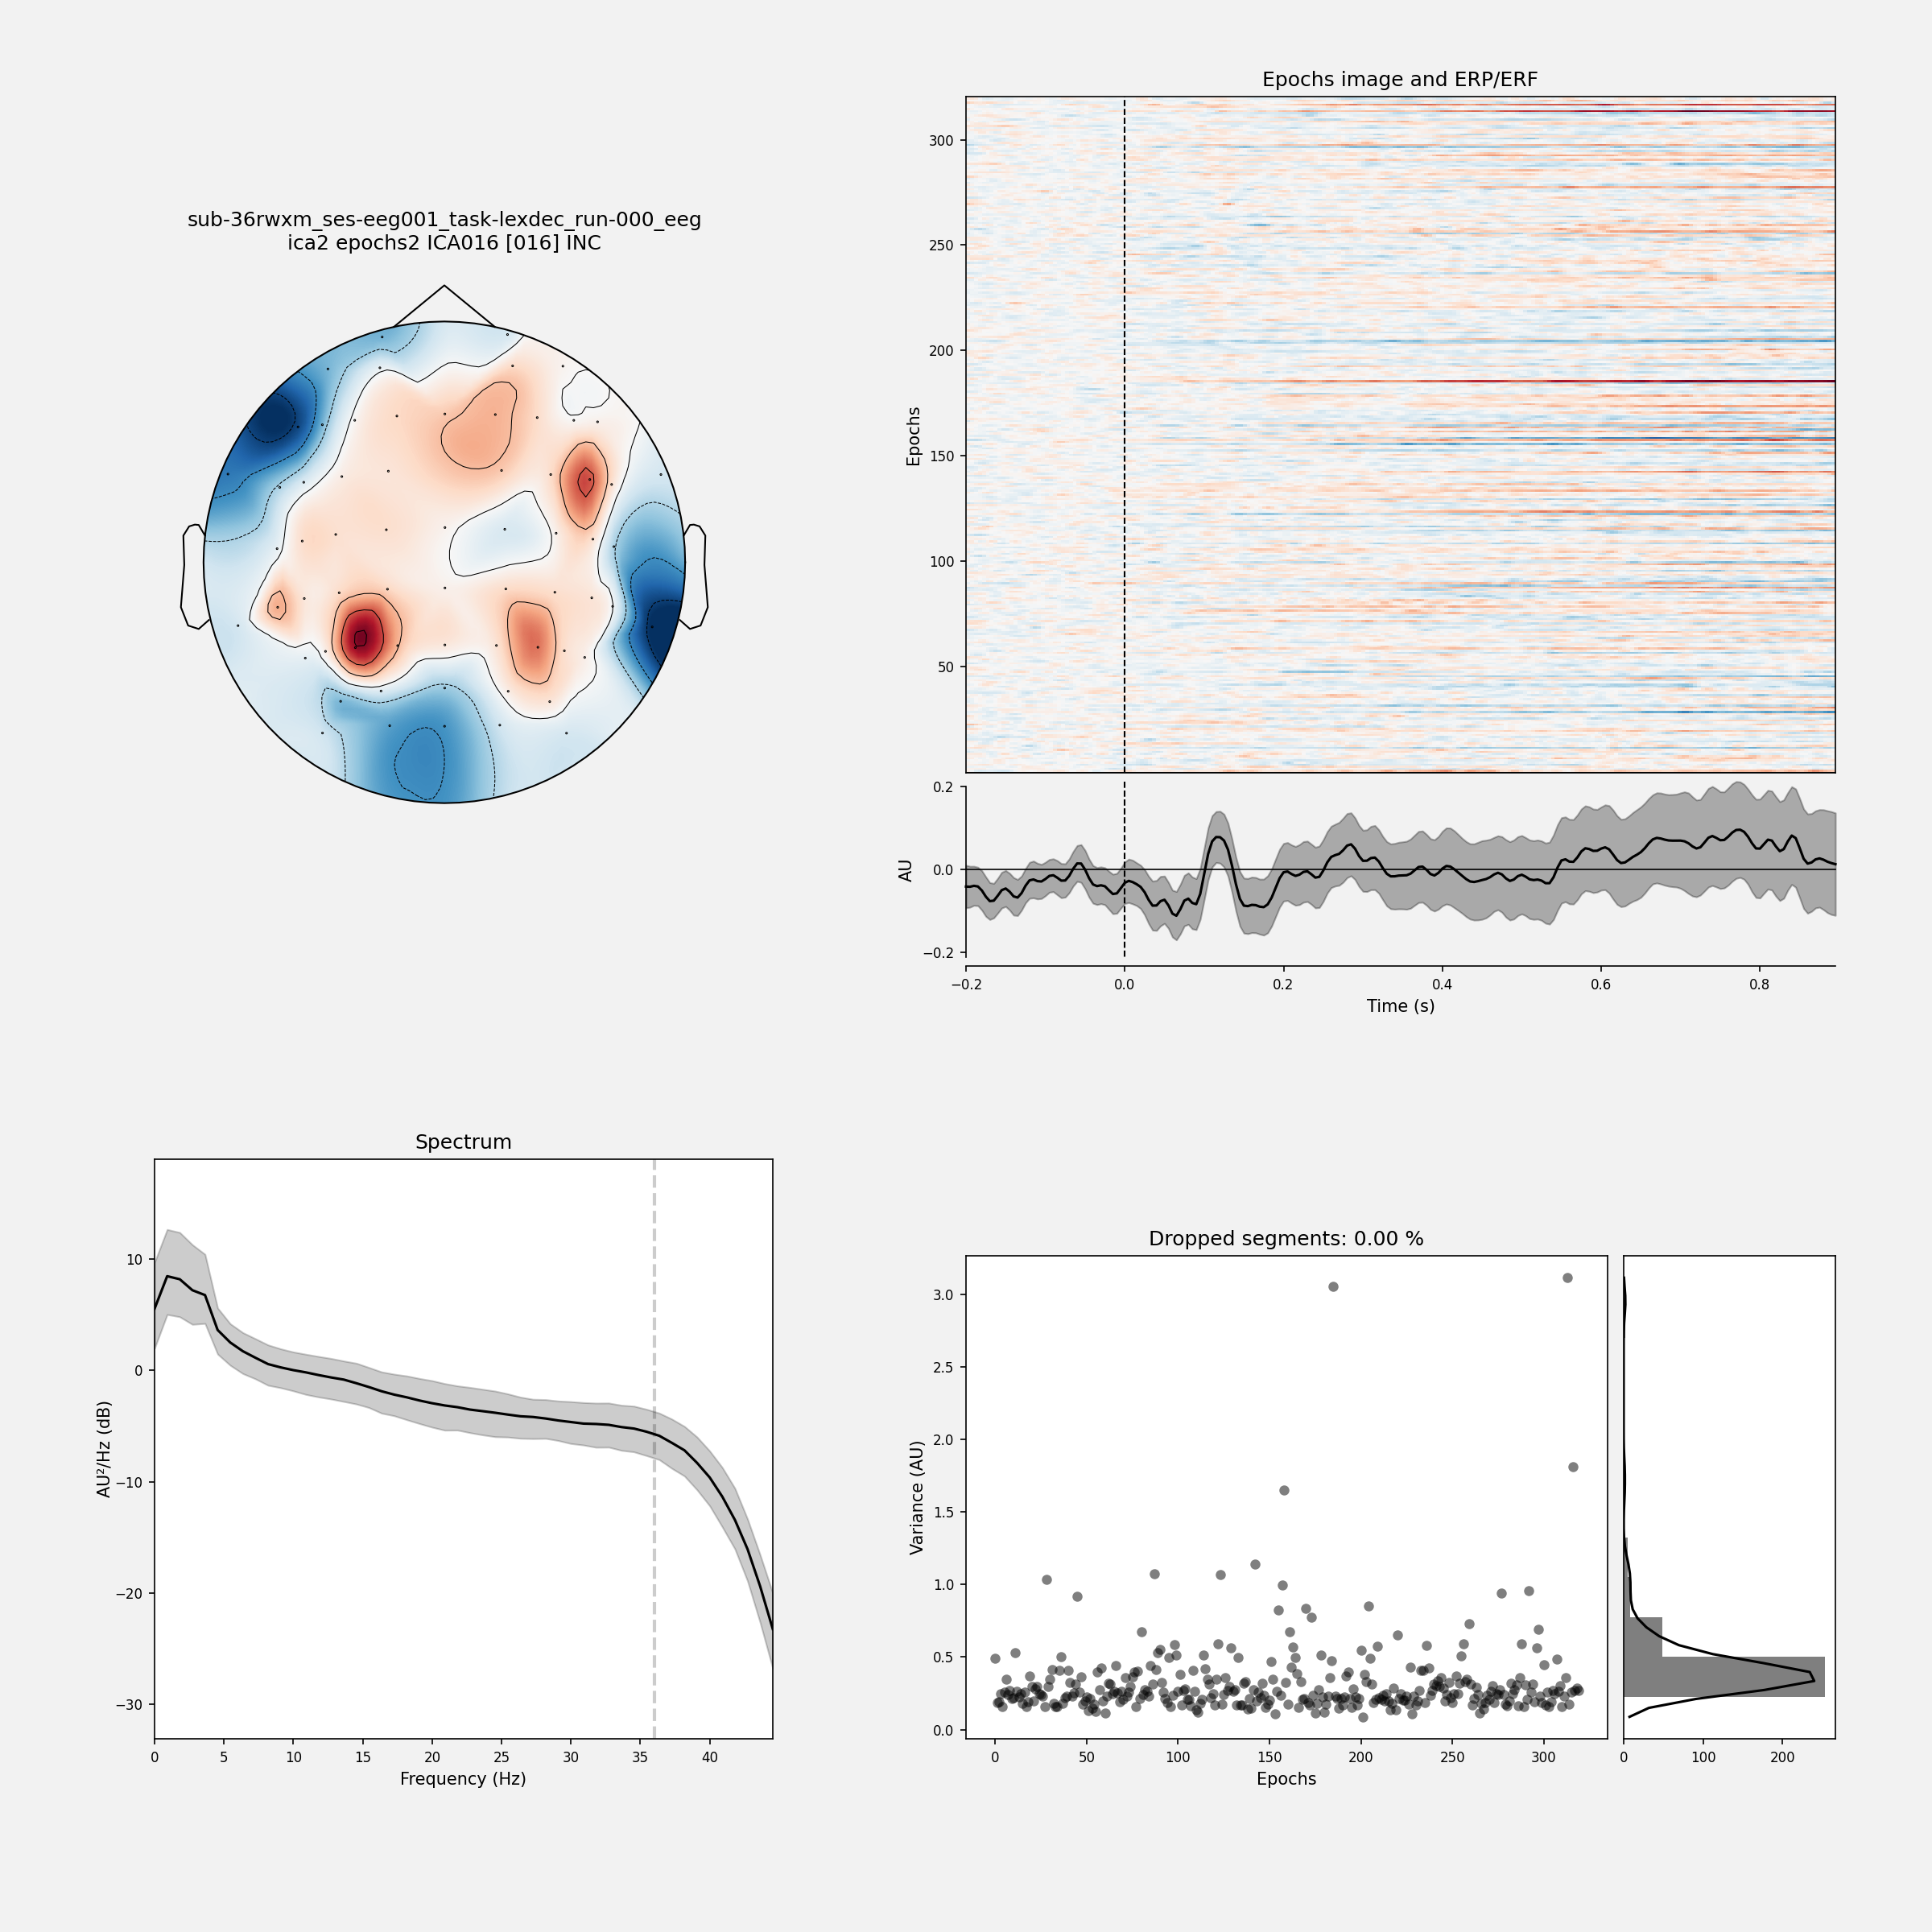 sub-36rwxm_ses-eeg001_task-lexdec_run-000_eeg
ica2 epochs2 ICA016 [016] INC
Epochs image and ERP/ERF
300
250
200
150
100
50
Epochs
0.2
0.0
−0.2
AU
−0.2 0.0 0.2 0.4 0.6 0.8
Time (s)
Spectrum
10
0
−10
−20
−30
AU²/Hz (dB)
0 5 10 15 20 25 30 35 40
Frequency (Hz)
Dropped segments: 0.00 %
3.0
2.5
2.0
1.5
1.0
0.5
0.0
Variance (AU)
0 50 100 150 200 250 300
Epochs
0 100 200